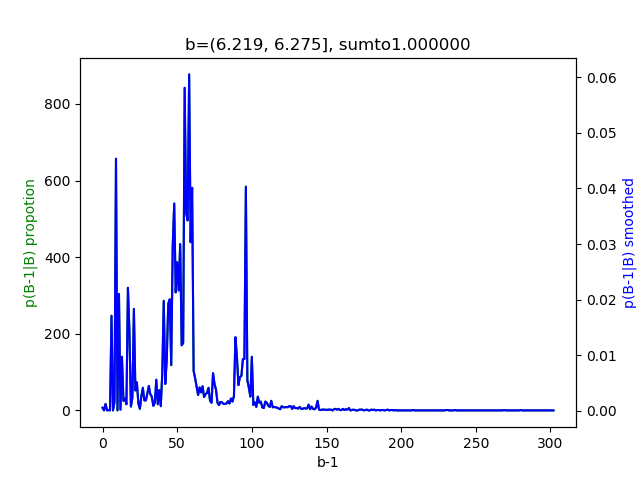 b=(6.219, 6.275], sumto1.000000
p(B-1|B) propotion
800
600
400
200
0
0.06
0.05
0.04
0.03
0.02
0.01
0.00
p(B-1|B) smoothed
0 50 100 150 200 250 300
b-1